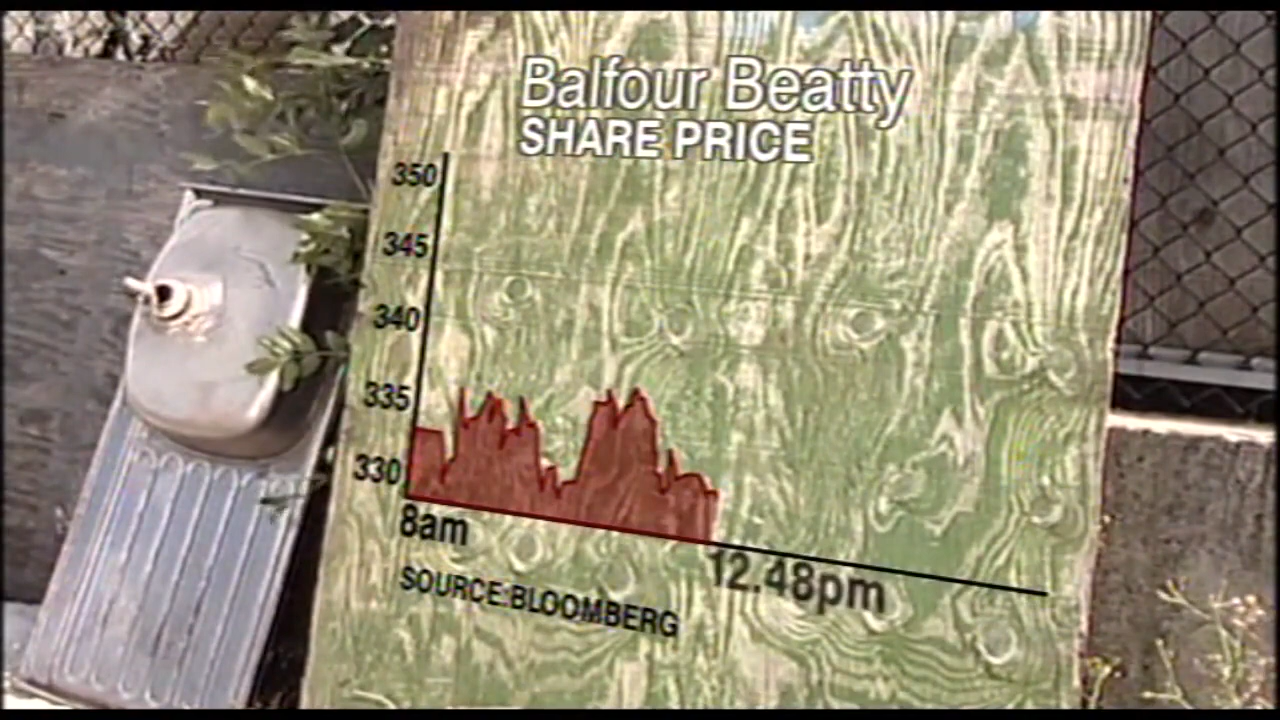 Balfour Beatty
SHARE PRICE
350
345
340
335
330
8am
12.48pm
SOURCE:BLOOMBERG